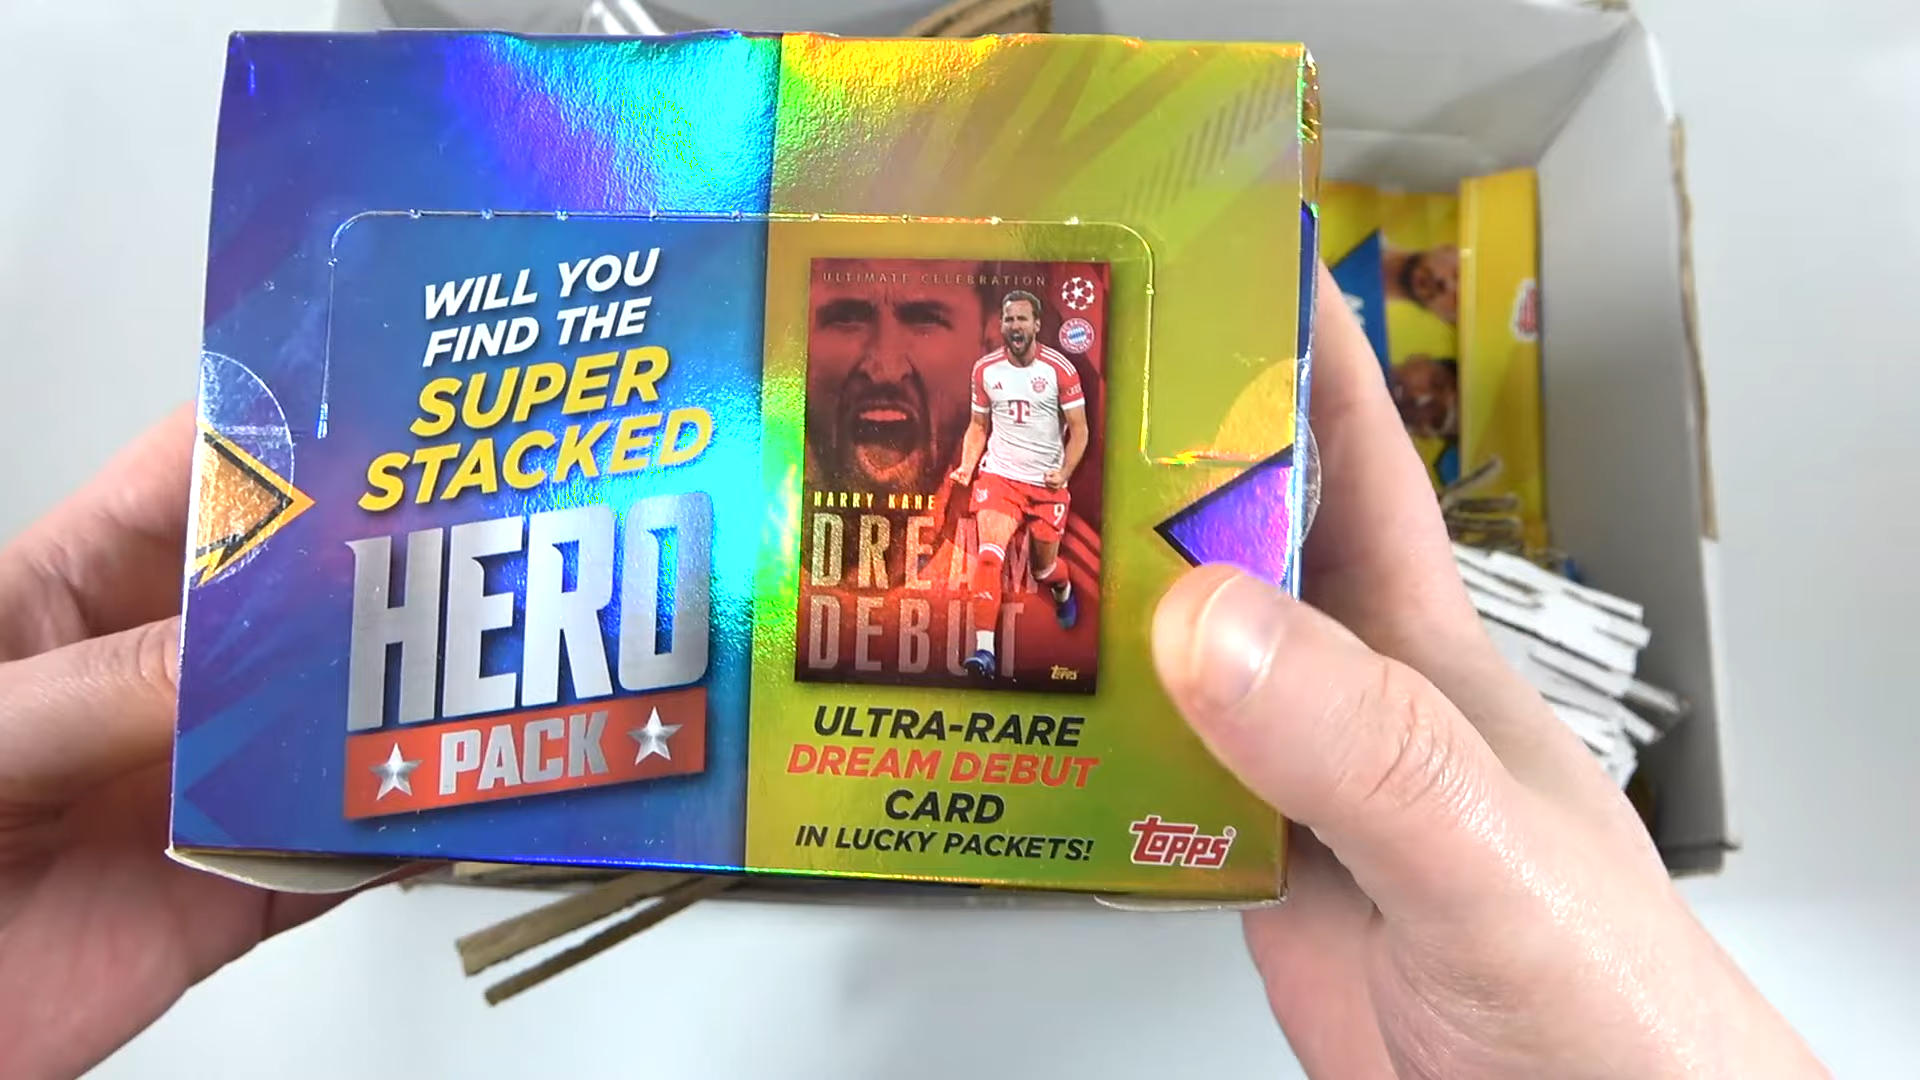 WILL YOU
FIND THE
SUPER
STACKED
HERO
PACK
ULTIMATE CELEBRATION
HARRY KANE
DREAM
DEBUT
T
9
topps
ULTRA-RARE
DREAM DEBUT
CARD
IN LUCKY PACKETS!
topps